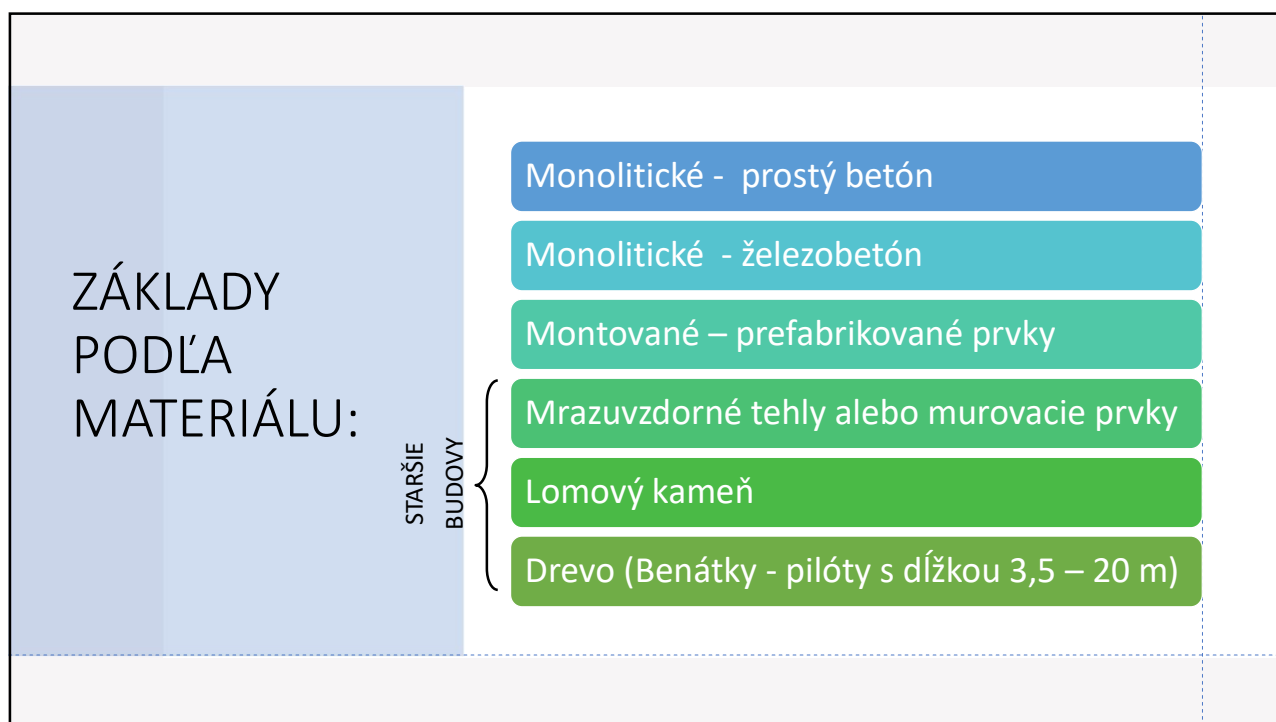 ZÁKLADY
PODĽA
MATERIÁLU:
Monolitické - prostý betón
Monolitické - železobetón
Montované – prefabrikované prvky
STARŠIE
BUDOVY
Mrazuvzdorné tehly alebo murovacie prvky
Lomový kameň
Drevo (Benátky - pilóty s dĺžkou 3,5 – 20 m)